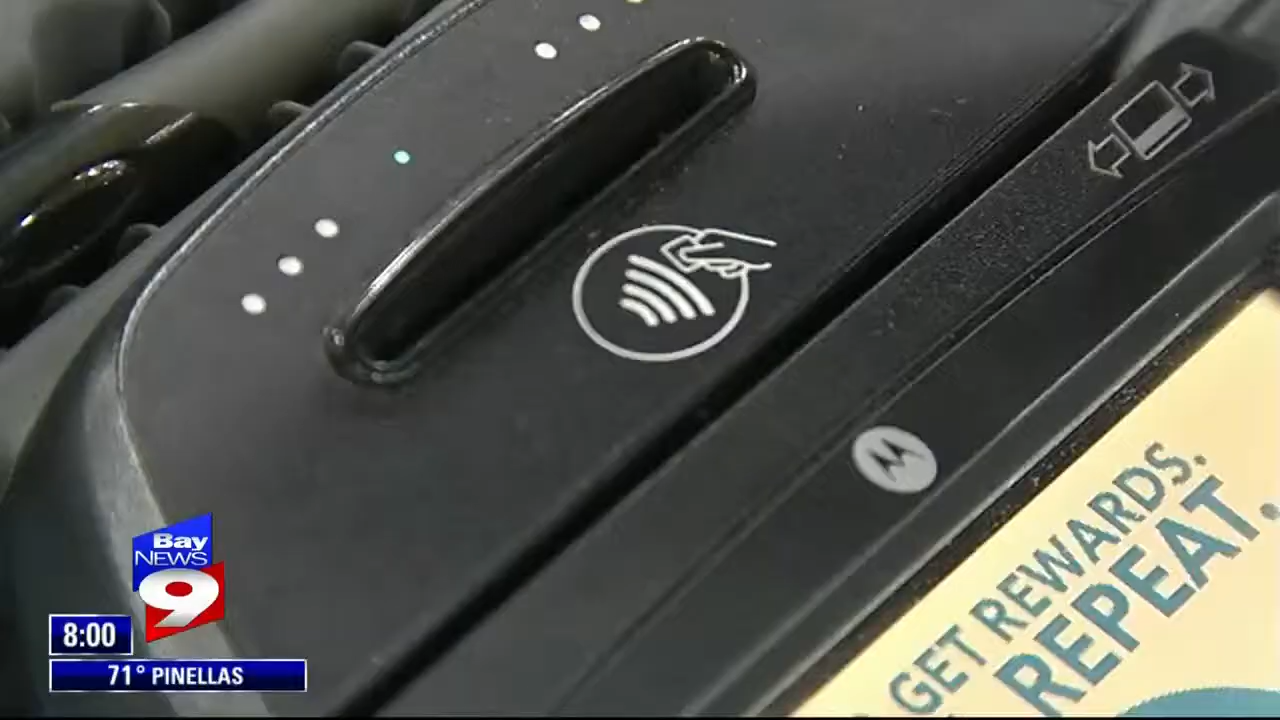 GET REWARDS.
REPEAT.
Bay
NEWS
9
8:00
71° PINELLAS